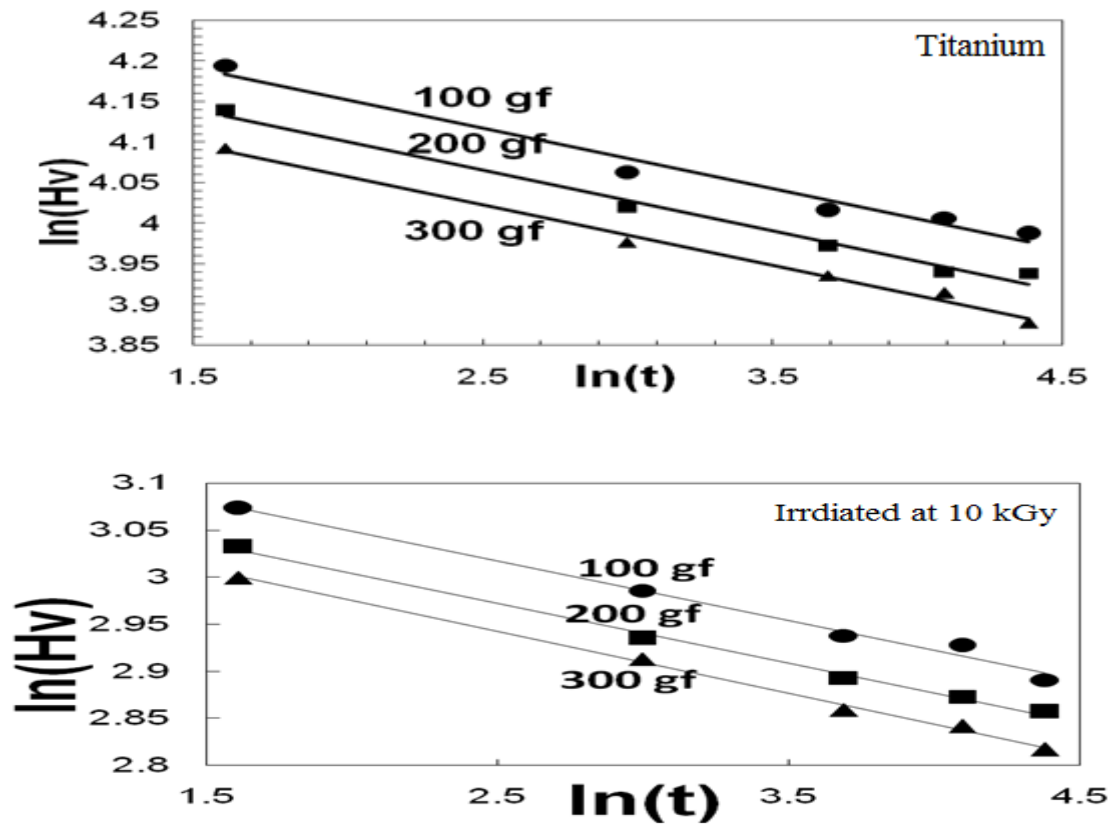 4.25
Titanium
4.2
4.15
100 gf
4.1
200 gf
4.05
ln(Hv)
4
300 gf
3.95
3.9
3.85
1.5
2.5
ln(t)
3.5
4.5
3.1
Irrdiated at 10 kGy
3.05
3
100 gf
2.95
200 gf
ln(Hv)
2.9
300 gf
2.85
2.8
1.5
2.5
ln(t)
3.5
4.5